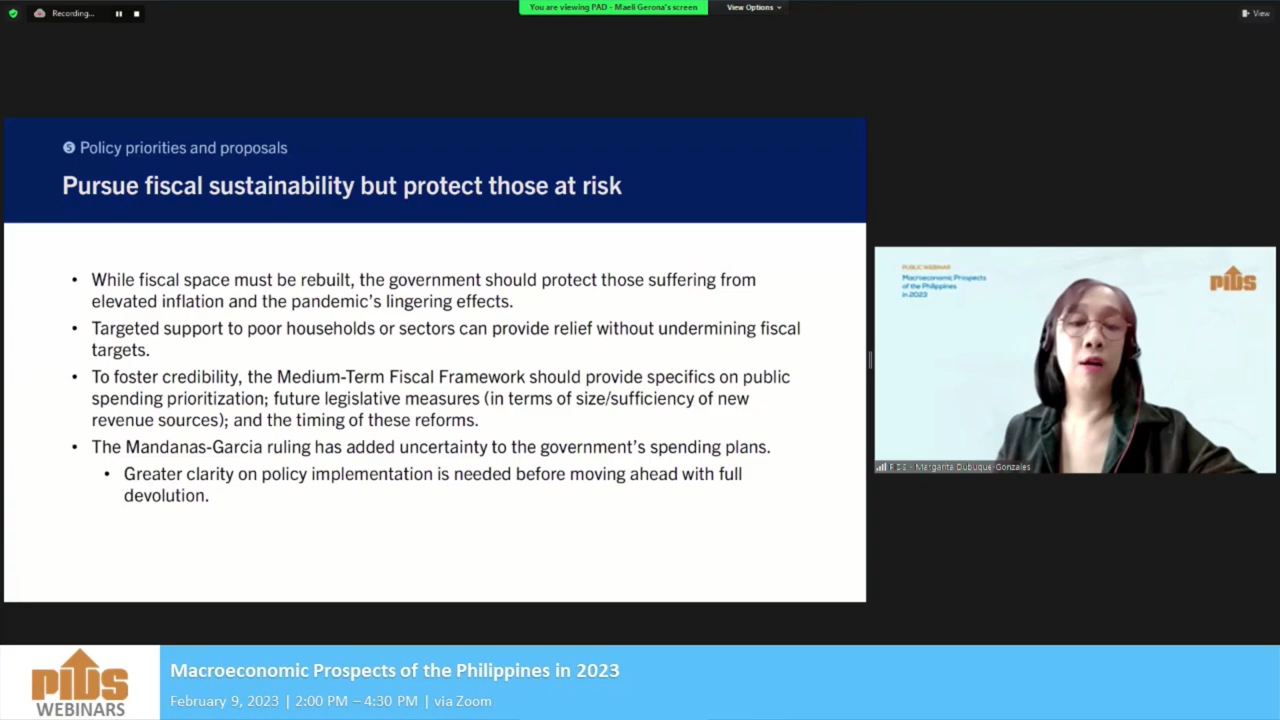 Recording...
You are viewing PAD - Maeli Gerona's screen
View Options
View
5 Policy priorities and proposals
Pursue fiscal sustainability but protect those at risk
• While fiscal space must be rebuilt, the government should protect those suffering from
elevated inflation and the pandemic's lingering effects.
• Targeted support to poor households or sectors can provide relief without undermining fiscal
targets.
• To foster credibility, the Medium-Term Fiscal Framework should provide specifics on public
spending prioritization; future legislative measures (in terms of size/sufficiency of new
revenue sources); and the timing of these reforms.
• The Mandanas-Garcia ruling has added uncertainty to the government's spending plans.
• Greater clarity on policy implementation is needed before moving ahead with full
devolution.
PUBLIC WEBINAR
Macroeconomic Prospects
of the Philippines
in 2023
PIDS
PIDS - Margarita Debuque-Gonzales
PIDS
WEBINARS
Macroeconomic Prospects of the Philippines in 2023
February 9, 2023 | 2:00 PM – 4:30 PM | via Zoom